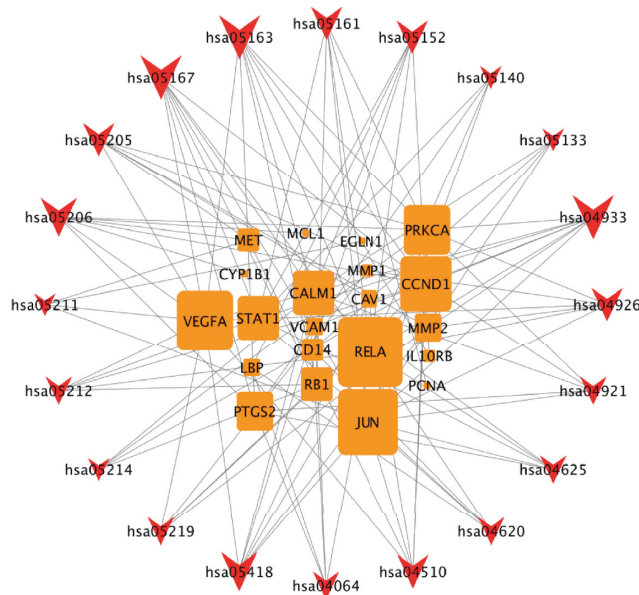 hsa05161
hsa05163
hsa05152
hsa05167
hsa05140
hsa05205
hsa05133
hsa05206
hsa04933
PRKCA
MET
MCL1
EGLN1
CYP1B1
MMP1
CCND1
CALM1
hsa05211
CAV1
hsa04926
VEGFA
STAT1
VCAM1
MMP2
CD14
RELA
IL10RB
LBP
hsa05212
RB1
PCNA
hsa04921
PTGS2
JUN
hsa05214
hsa04625
hsa05219
hsa04620
hsa05418
hsa04064
hsa04510